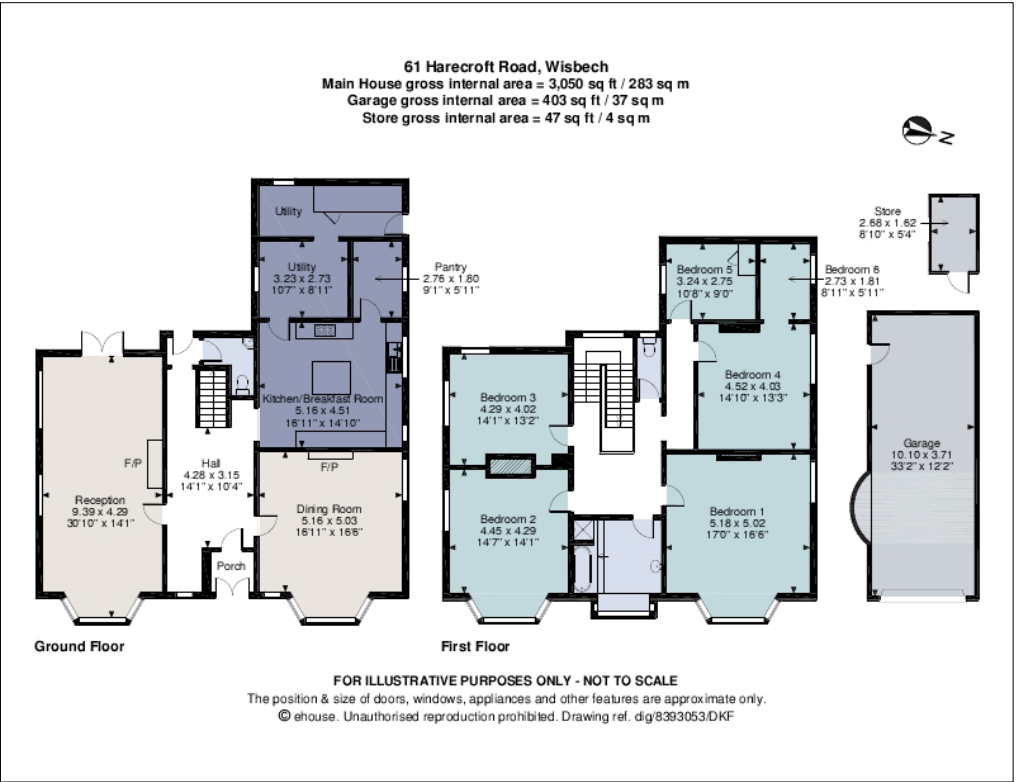 61 Harecroft Road, Wisbech
Main House gross internal area = 3,050 sq ft / 283 sq m
Garage gross internal area = 403 sq ft / 37 sq m
Store gross internal area = 47 sq ft / 4 sq m
N
Utility
Utility
3.23 x 2.73
10'7" x 8'11"
Pantry
2.76 x 1.80
9'1" x 5'11"
Kitchen/Breakfast Room
5.16 x 4.51
16'11" x 14'10"
F/P
Hall
4.28 x 3.15
14'1" x 10'4"
F/P
Reception
9.39 x 4.29
30'10" x 14'1"
Dining Room
5.16 x 5.03
16'11" x 16'6"
Porch
Ground Floor
Bedroom 5
3.24 x 2.75
10'8" x 9'0"
Bedroom 6
2.73 x 1.81
8'11" x 5'11"
Bedroom 3
4.29 x 4.02
14'1" x 13'2"
Bedroom 4
4.52 x 4.03
14'10" x 13'3"
Bedroom 2
4.45 x 4.29
14'7" x 14'1"
Bedroom 1
5.18 x 5.02
17'0" x 16'6"
First Floor
Store
2.68 x 1.62
8'10" x 5'4"
Garage
10.10 x 3.71
33'2" x 12'2"
FOR ILLUSTRATIVE PURPOSES ONLY - NOT TO SCALE
The position & size of doors, windows, appliances and other features are approximate only.
© ehouse. Unauthorised reproduction prohibited. Drawing ref. dig/8393053/DKF